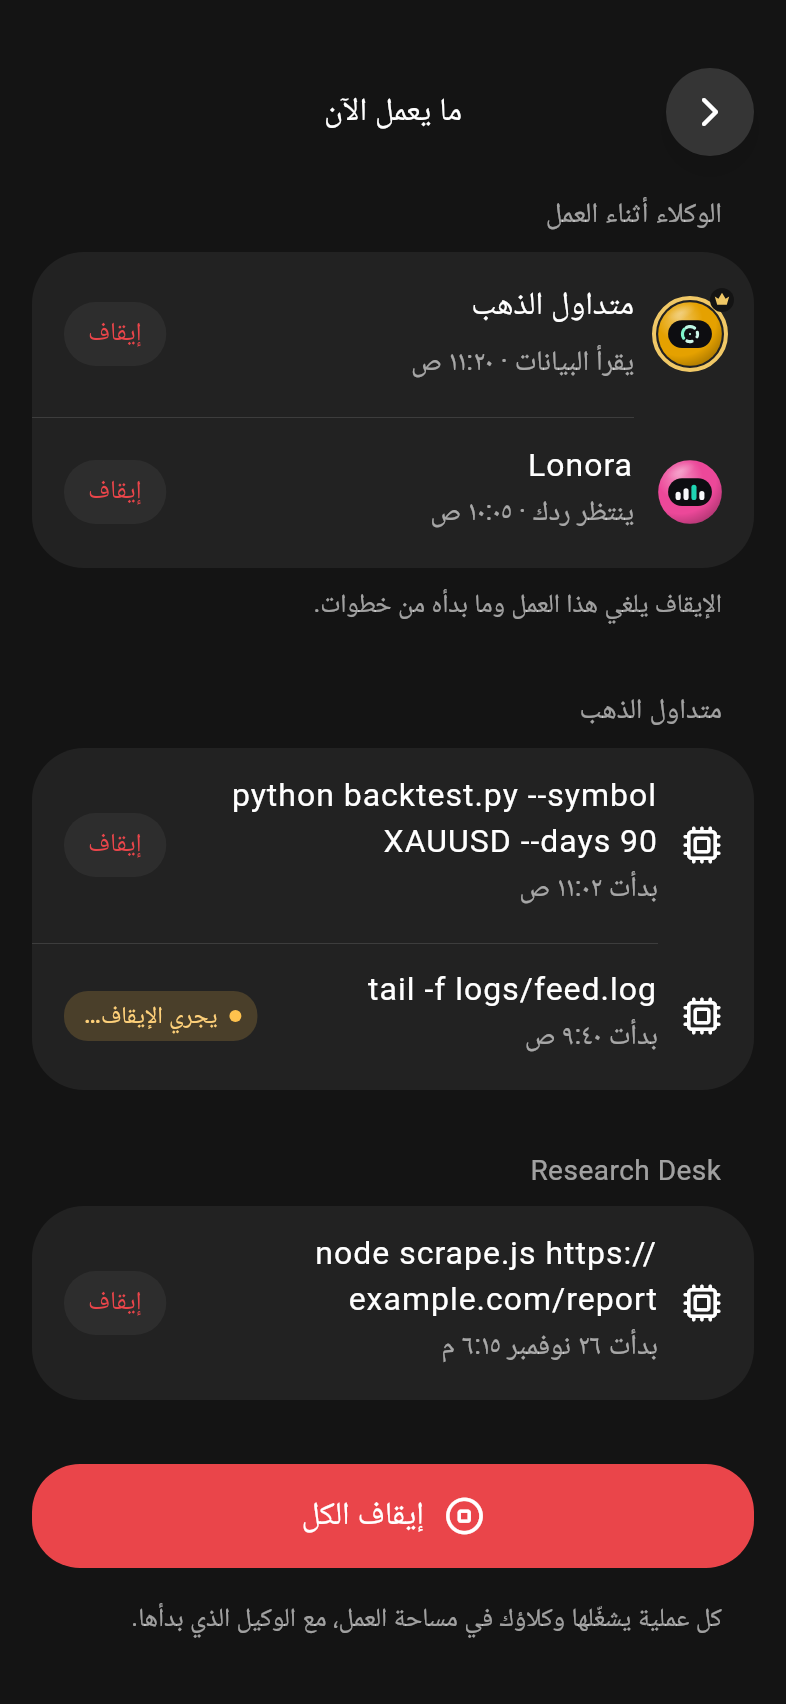 ما يعمل الآن
الوكلاء أثناء العمل
متداول الذهب
يقرأ البيانات · ١١:٢٠ ص
إيقاف
Lonora
ينتظر ردك · ١٠:٠٥ ص
إيقاف
الإيقاف يلغي هذا العمل وما بدأه من خطوات.
متداول الذهب
python backtest.py --symbol
XAUUSD --days 90
بدأت ١١:٠٢ ص
إيقاف
tail -f logs/feed.log
بدأت ٩:٤٠ ص
يجري الإيقاف...
Research Desk
node scrape.js https://
example.com/report
بدأت ٢٦ نوفمبر ٦:١٥ م
إيقاف
إيقاف الكل
كل عملية يشغّلها وكلاؤك في مساحة العمل، مع الوكيل الذي بدأها.